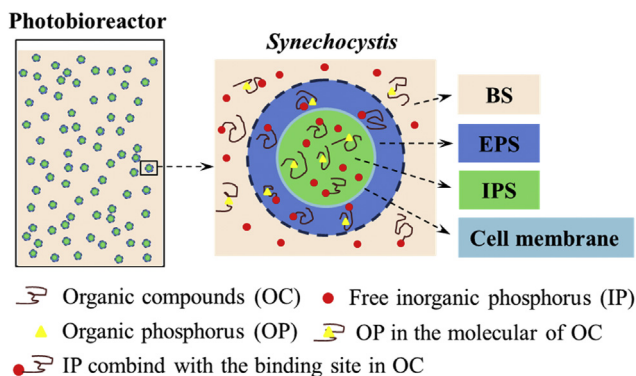 Photobioreactor
Synechocystis
BS
EPS
IPS
Cell membrane
Organic compounds (OC)
Free inorganic phosphorus (IP)
Organic phosphorus (OP)
OP in the molecular of OC
IP combind with the binding site in OC